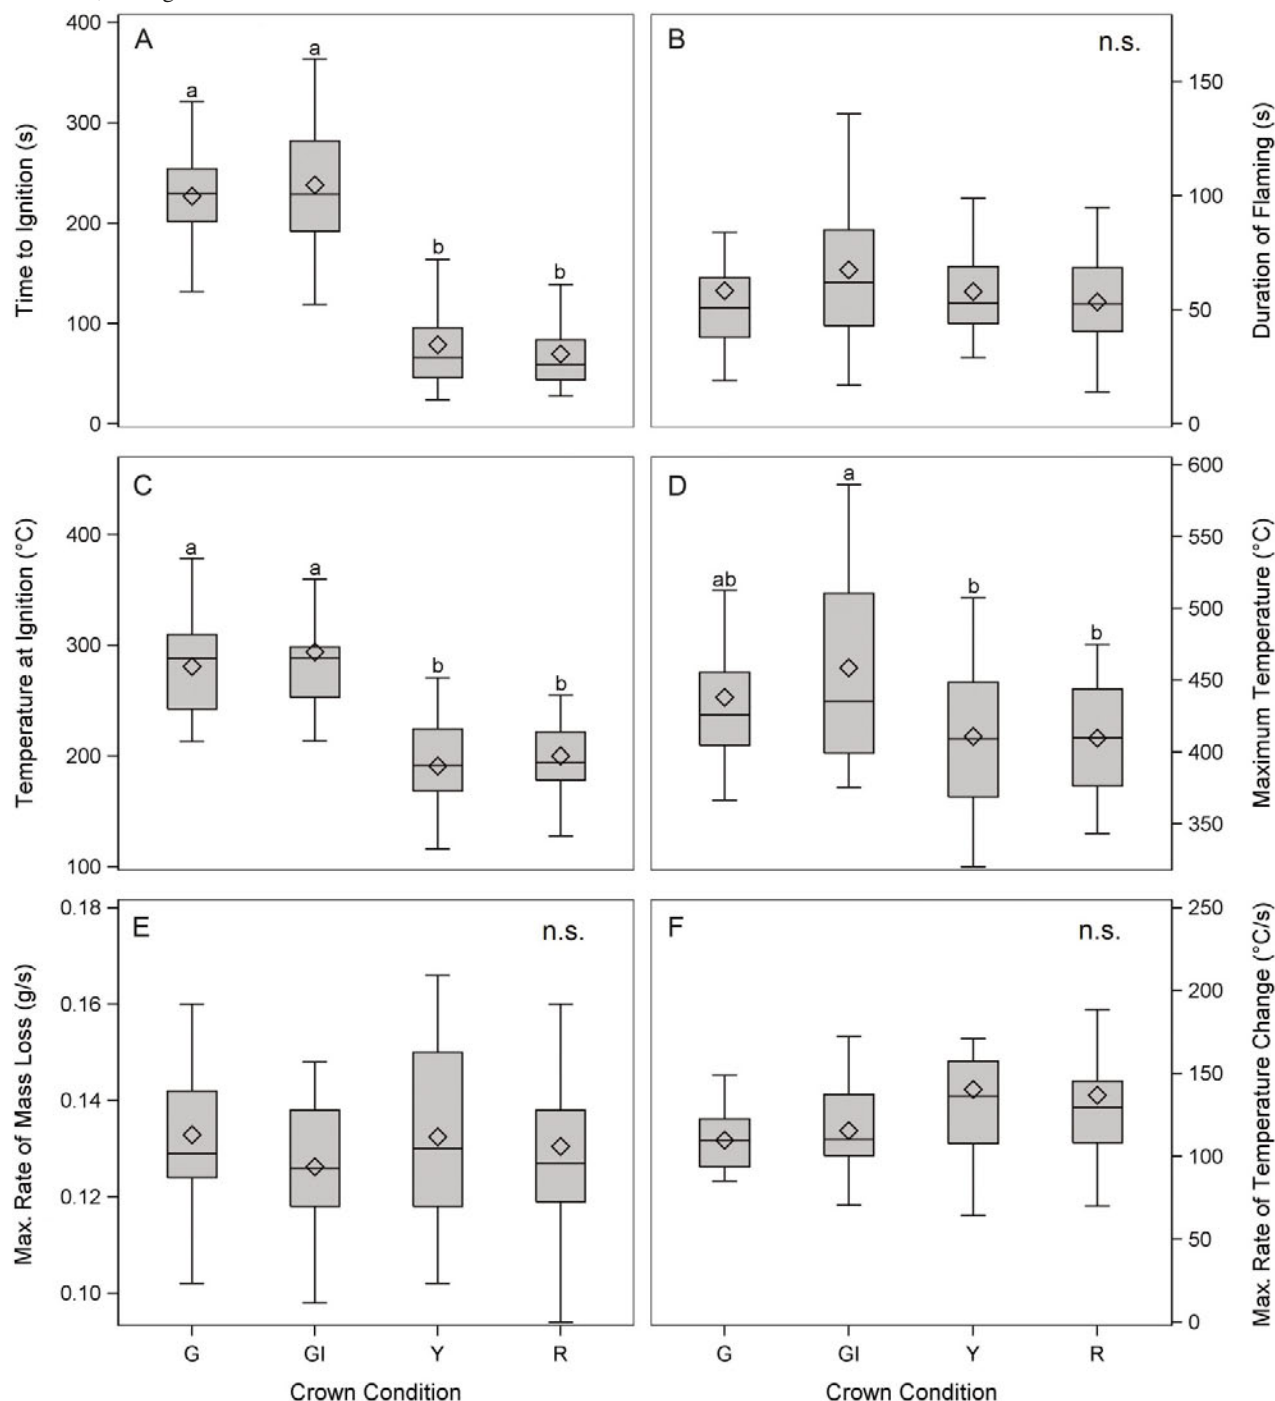 A
B
n.s.
Time to Ignition (s)
400
300
200
100
0
a
a
b
b
Duration of Flaming (s)
150
100
50
0
C
D
Temperature at Ignition (°C)
400
300
200
100
a
a
b
b
Maximum Temperature (°C)
600
550
500
450
400
350
ab
a
b
b
E
n.s.
F
n.s.
Max. Rate of Mass Loss (g/s)
0.18
0.16
0.14
0.12
0.10
Max. Rate of Temperature Change (°C/s)
250
200
150
100
50
0
G GI Y R
G GI Y R
Crown Condition
Crown Condition